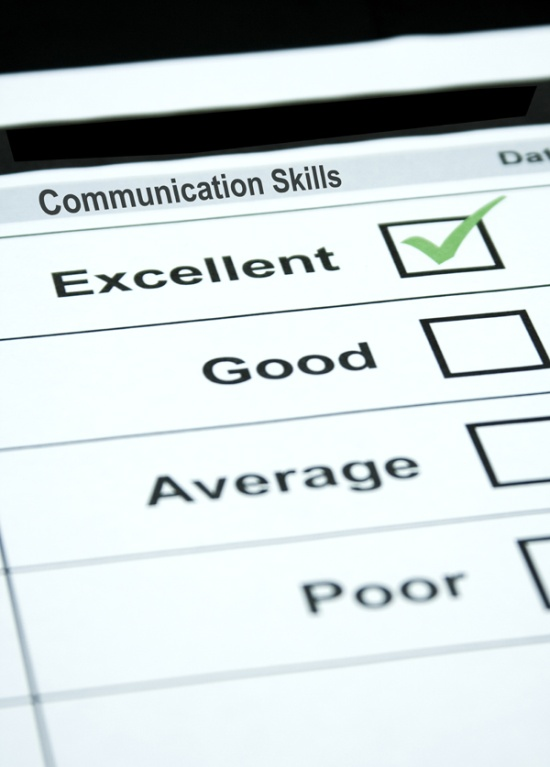 Communication Skills
Excellent
Good
Average
Poor